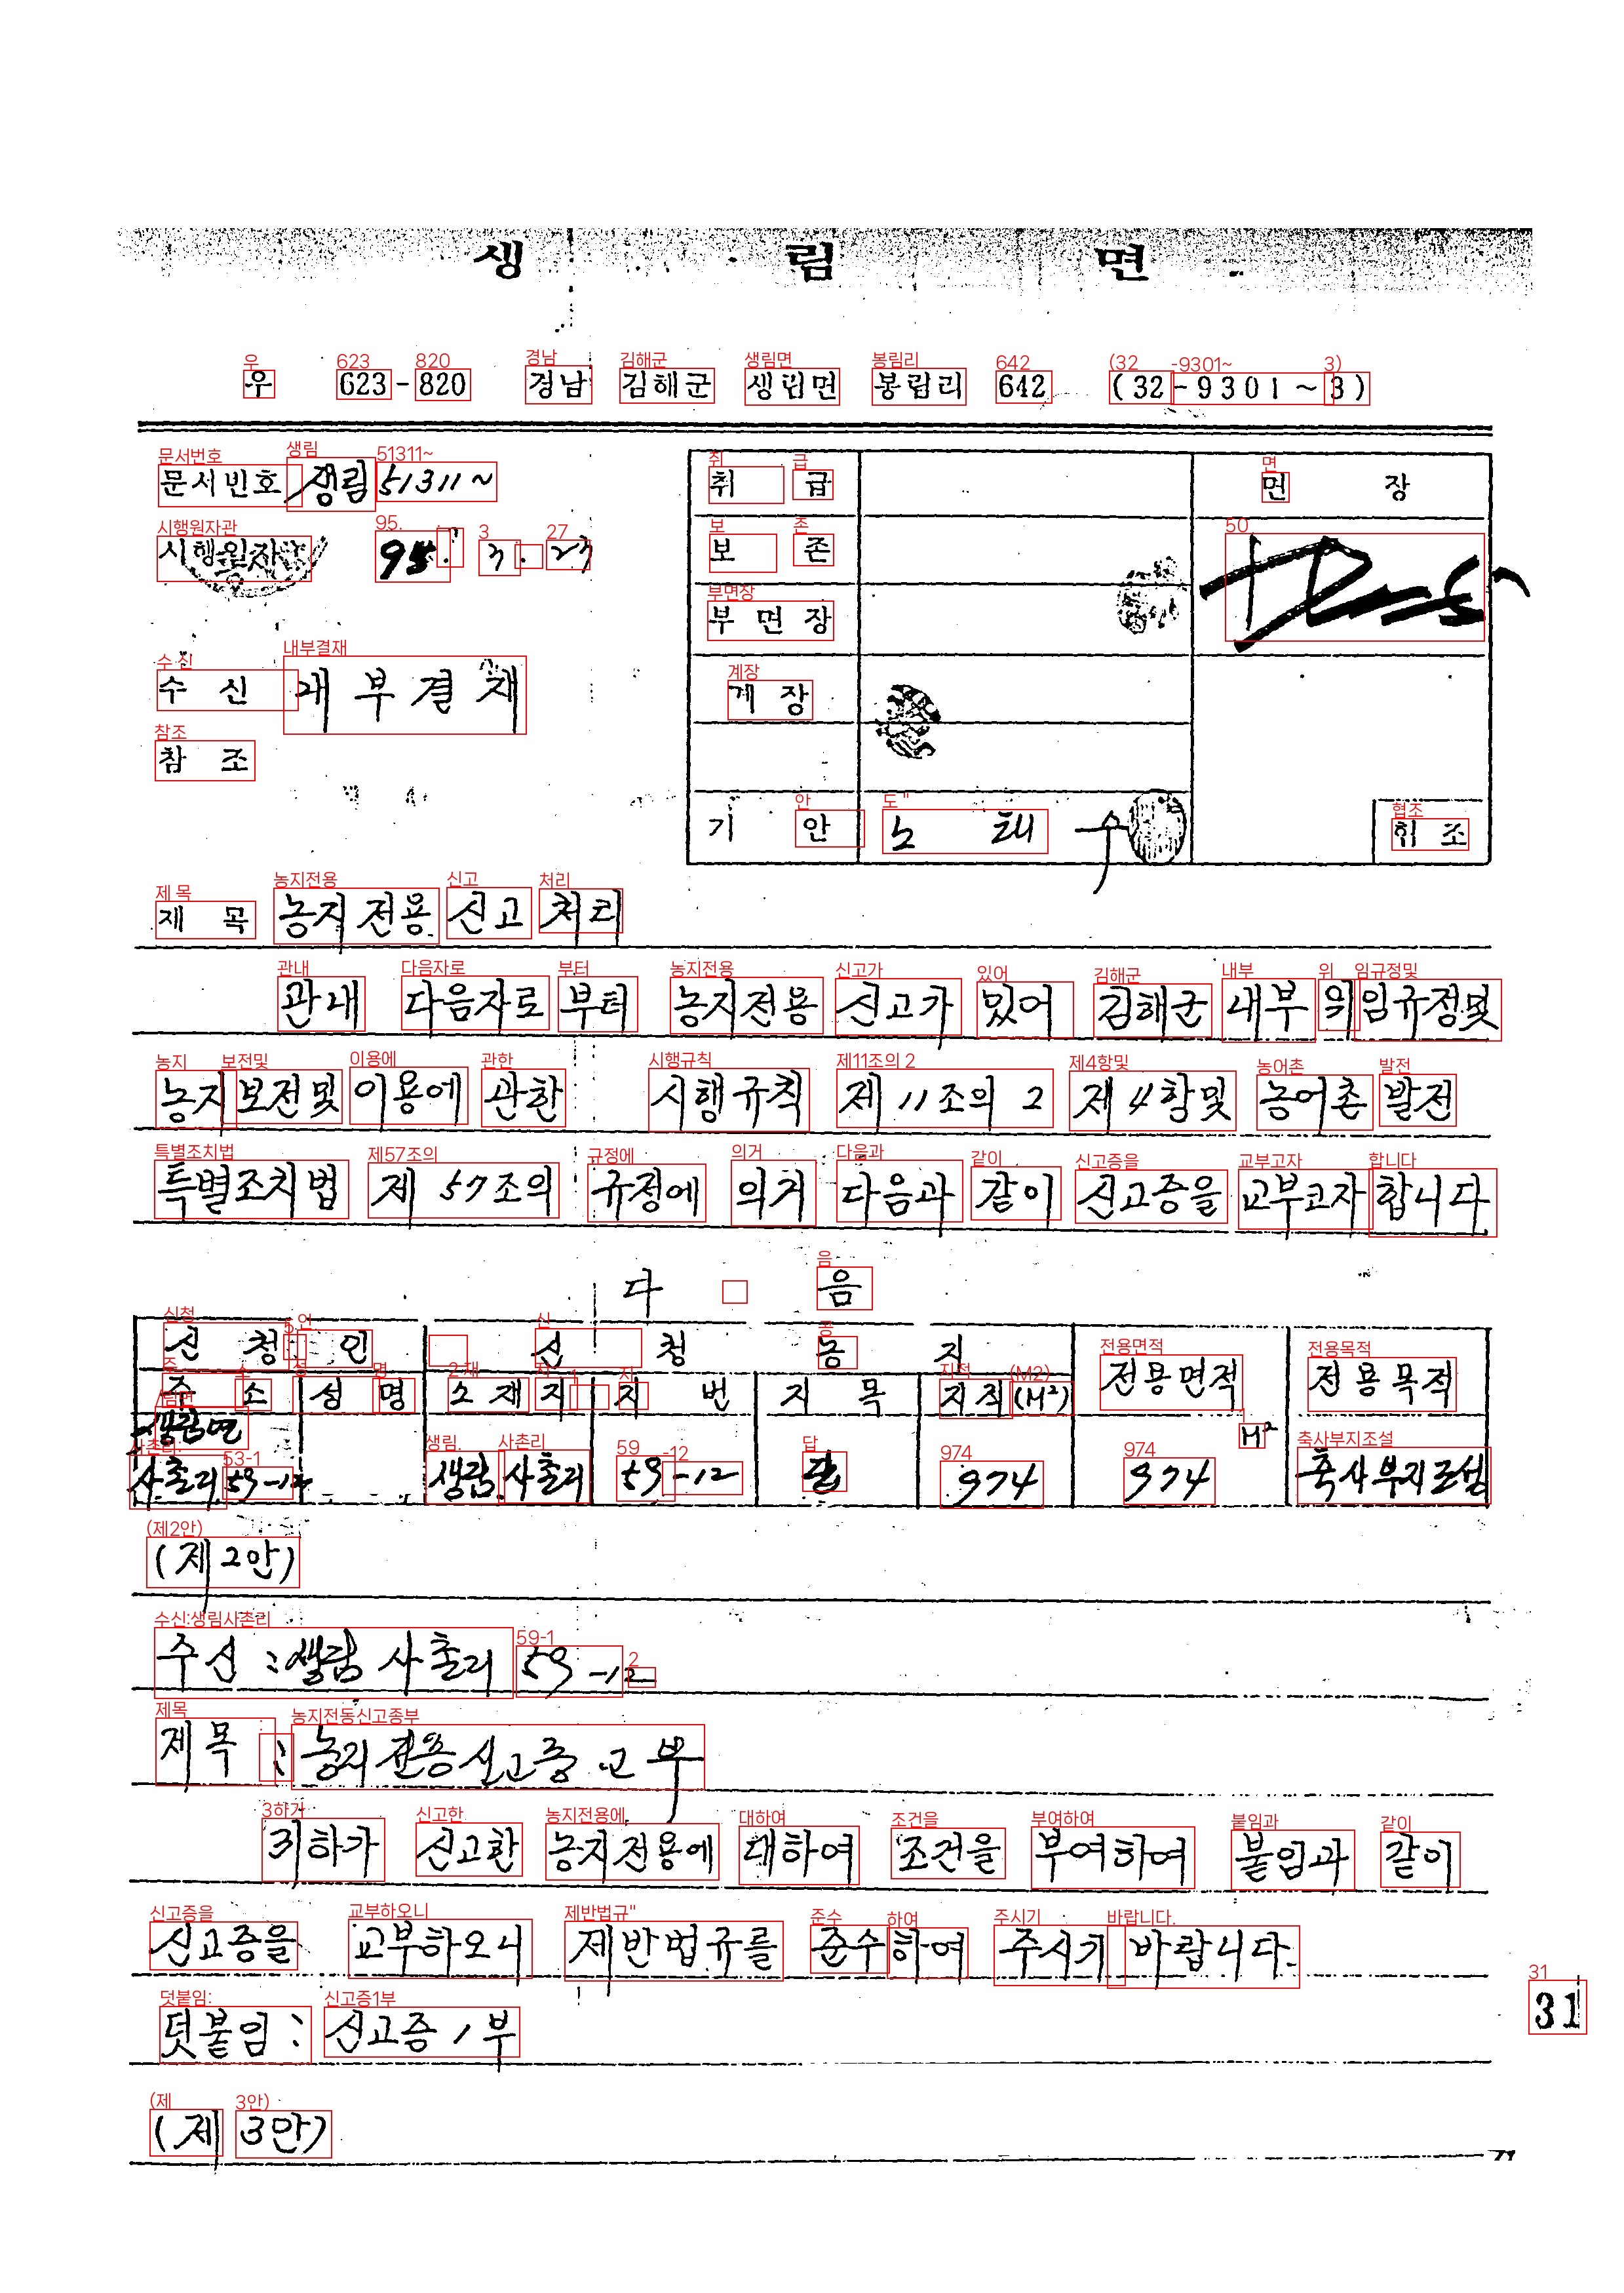 생 림 면
우 623-820 경남 김해군 생림면 봉림리 642 (32-9301~3)
문서번호 생림 51311~
취 급
면 장
시행일자 95. 3. 23
보 존
부 면 장
수 신 내부결재
계 장
참 조
기 안 노 태 수
협 조
제 목 농지전용 신고 처리
관내 다음자로 부터 농지전용 신고가 있어 김해군 내부 위임규정및
농지 보전및 이용에 관한 시행규칙 제11조의 2 제4항및 농어촌 발전
특별조치법 제57조의 규정에 의거 다음과 같이 신고증을 교부코자 합니다
다 음
신 청 인 신 청 농 지 전용면적 전용목적
주 소 성 명 소 재 지 지 번 지 목 지적(M²)
생림면 M²
사촌리 59-12 생림 사촌리 59-12 답 974 974 축사부지조성
(제2안)
수신 : 생림 사촌리 59-12
제목 : 농지전용신고증 교부
귀하가 신고한 농지전용에 대하여 조건을 부여하여 붙임과 같이
신고증을 교부하오니 제반법규를 준수하여 주시기 바랍니다.
덧붙임 : 신고증 1부
31
(제 3안)